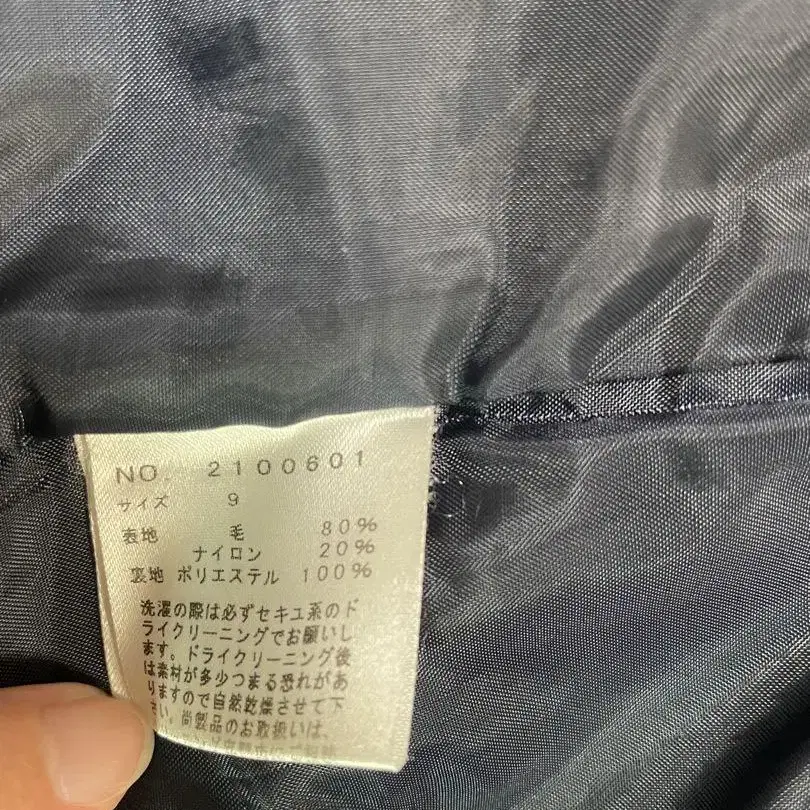 NO. 2100601
サイズ 9
表地 毛 80%
ナイロン 20%
裏地 ポリエステル 100%
洗濯の際は必ずセキユ系のド
ライクリーニングでお願いし
ます。ドライクリーニング後
は素材が多少つまる恐れがあ
りますので自然乾燥させて下
さい。尚製品のお取扱いは、